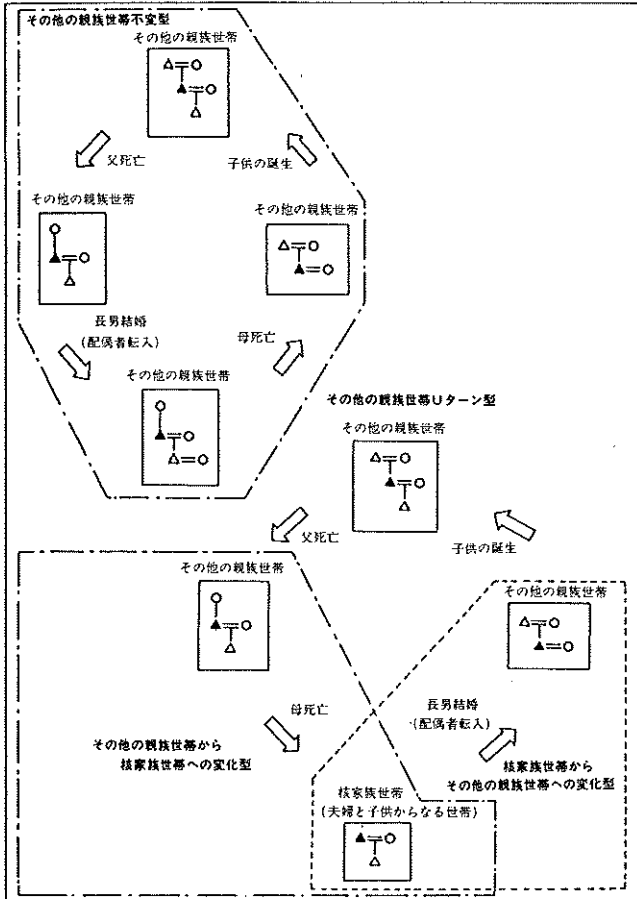 その他の親族世帯不変型
その他の親族世帯
父死亡
子供の誕生
その他の親族世帯
その他の親族世帯
長男結婚
(配偶者転入)
母死亡
その他の親族世帯
その他の親族世帯Uターン型
その他の親族世帯
父死亡
子供の誕生
その他の親族世帯
その他の親族世帯
母死亡
長男結婚
(配偶者転入)
その他の親族世帯から
核家族世帯への変化型
核家族世帯から
その他の親族世帯への変化型
核家族世帯
(夫婦と子供からなる世帯)